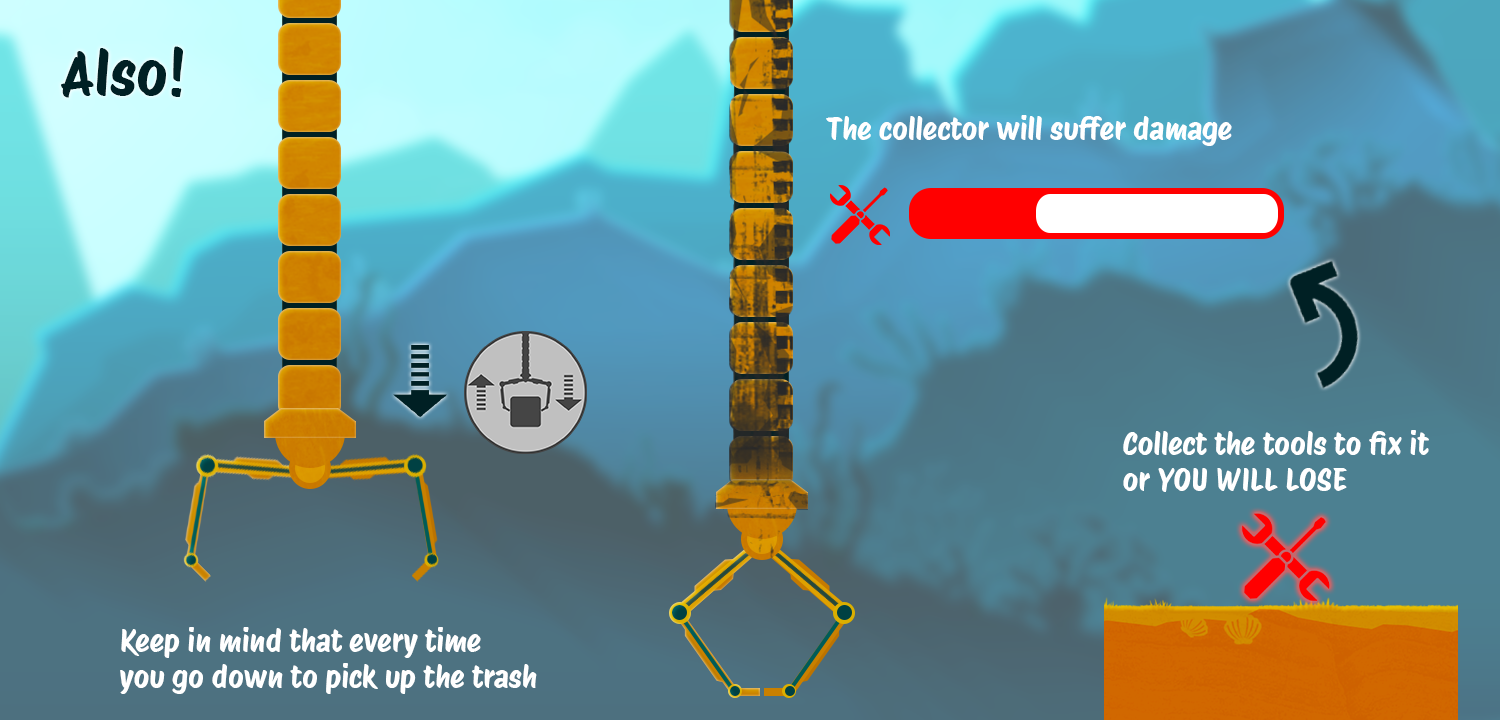 Also!
Keep in mind that every time
you go down to pick up the trash
The collector will suffer damage
Collect the tools to fix it
or YOU WILL LOSE